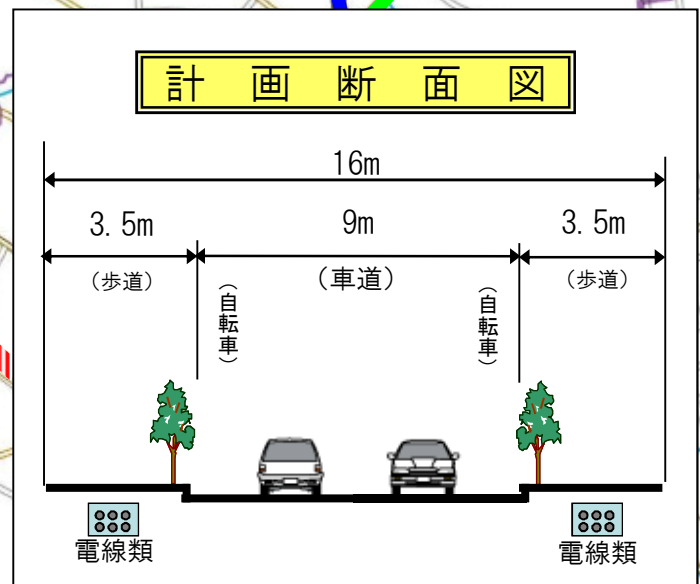 計画断面図
16m
3.5m 9m 3.5m
（歩道） （車道） （歩道）
（自転車） （自転車）
電線類 電線類